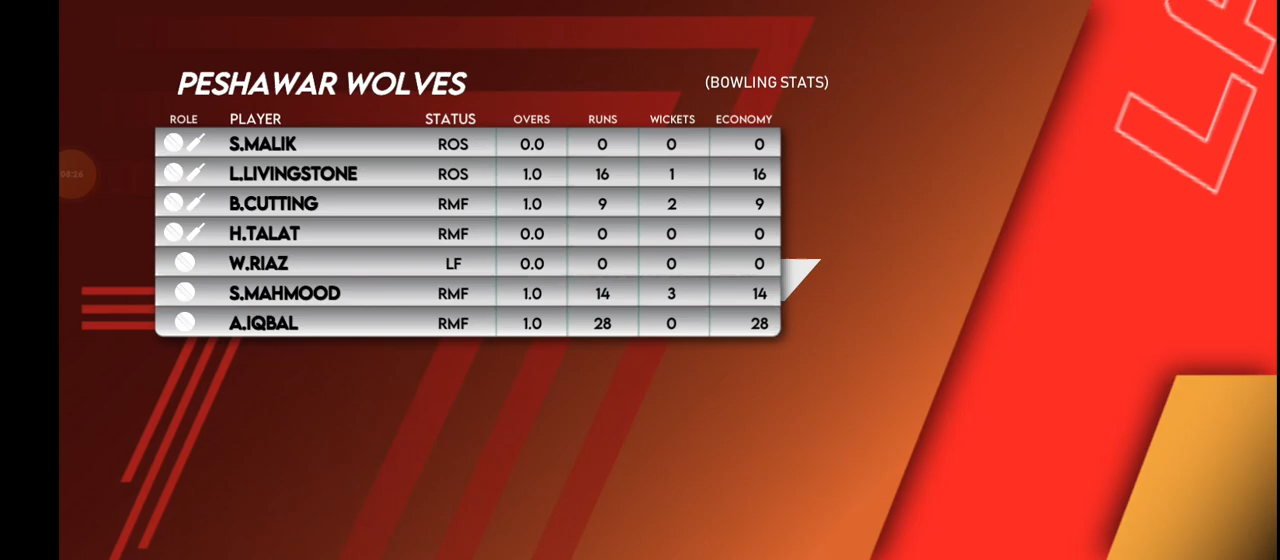 PESHAWAR WOLVES (BOWLING STATS)
ROLE PLAYER STATUS OVERS RUNS WICKETS ECONOMY
S.MALIK ROS 0.0 0 0 0
L.LIVINGSTONE ROS 1.0 16 1 16
B.CUTTING RMF 1.0 9 2 9
H.TALAT RMF 0.0 0 0 0
W.RIAZ LF 0.0 0 0 0
S.MAHMOOD RMF 1.0 14 3 14
A.IQBAL RMF 1.0 28 0 28